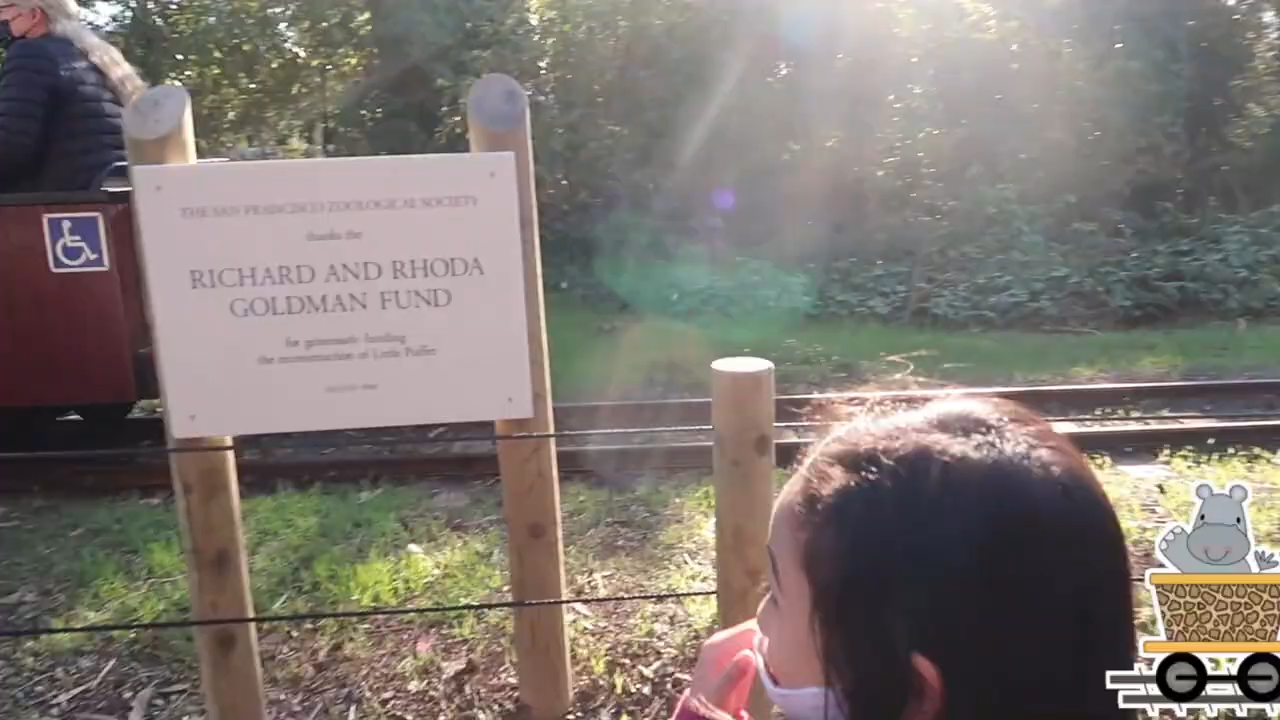 THE SAN FRANCISCO ZOOLOGICAL SOCIETY
thanks the
RICHARD AND RHODA
GOLDMAN FUND
for generously funding
the reconstruction of Little Puffer